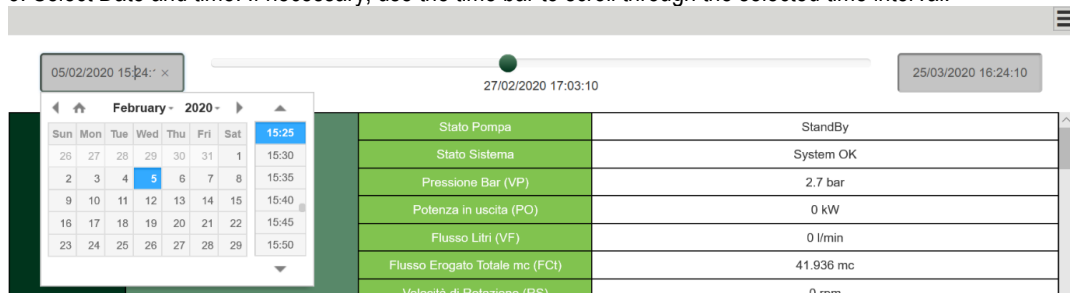 05/02/2020 15:24:
27/02/2020 17:03:10
25/03/2020 16:24:10
February 2020
Sun Mon Tue Wed Thu Fri Sat
26 27 28 29 30 31 1
2 3 4 5 6 7 8
9 10 11 12 13 14 15
16 17 18 19 20 21 22
23 24 25 26 27 28 29
15:25
15:30
15:35
15:40
15:45
15:50
Stato Pompa StandBy
Stato Sistema System OK
Pressione Bar (VP) 2.7 bar
Potenza in uscita (PO) 0 kW
Flusso Litri (VF) 0 l/min
Flusso Erogato Totale mc (FCt) 41.936 mc